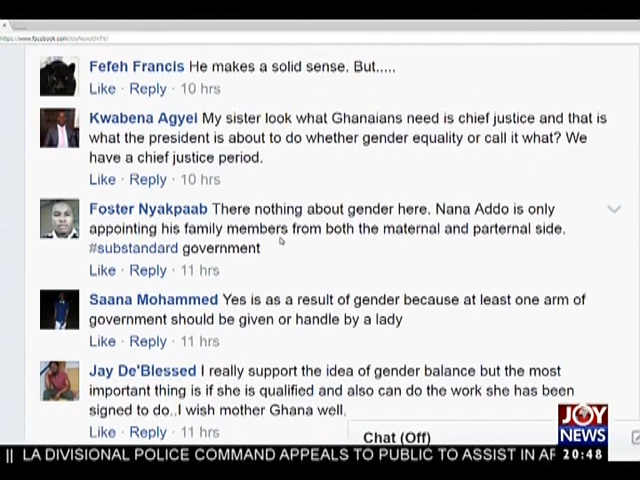 https://www.facebook.com/JoyNewsOnTV/
Fefeh Francis He makes a solid sense. But.....
Like · Reply · 10 hrs
Kwabena Agyei My sister look what Ghanaians need is chief justice and that is
what the president is about to do whether gender equality or call it what? We
have a chief justice period.
Like · Reply · 10 hrs
Foster Nyakpaab There nothing about gender here. Nana Addo is only
appointing his family members from both the maternal and parternal side.
#substandard government
Like · Reply · 11 hrs
Saana Mohammed Yes is as a result of gender because at least one arm of
government should be given or handle by a lady
Like · Reply · 11 hrs
Jay De'Blessed I really support the idea of gender balance but the most
important thing is if she is qualified and also can do the work she has been
signed to do..I wish mother Ghana well.
Like · Reply · 11 hrs
Chat (Off)
JOY
NEWS
|| LA DIVISIONAL POLICE COMMAND APPEALS TO PUBLIC TO ASSIST IN AR
20:48